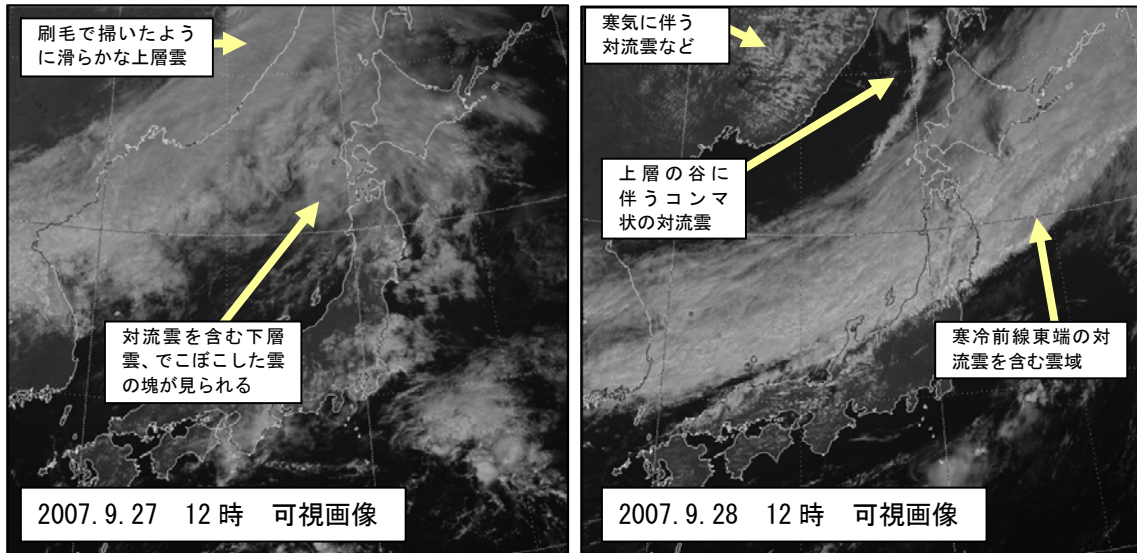 刷毛で掃いたよう
に滑らかな上層雲
対流雲を含む下層
雲、でこぼこした雲
の塊が見られる
2007.9.27 12時 可視画像
寒気に伴う
対流雲など
上層の谷に
伴うコンマ
状の対流雲
寒冷前線東端の対
流雲を含む雲域
2007.9.28 12時 可視画像